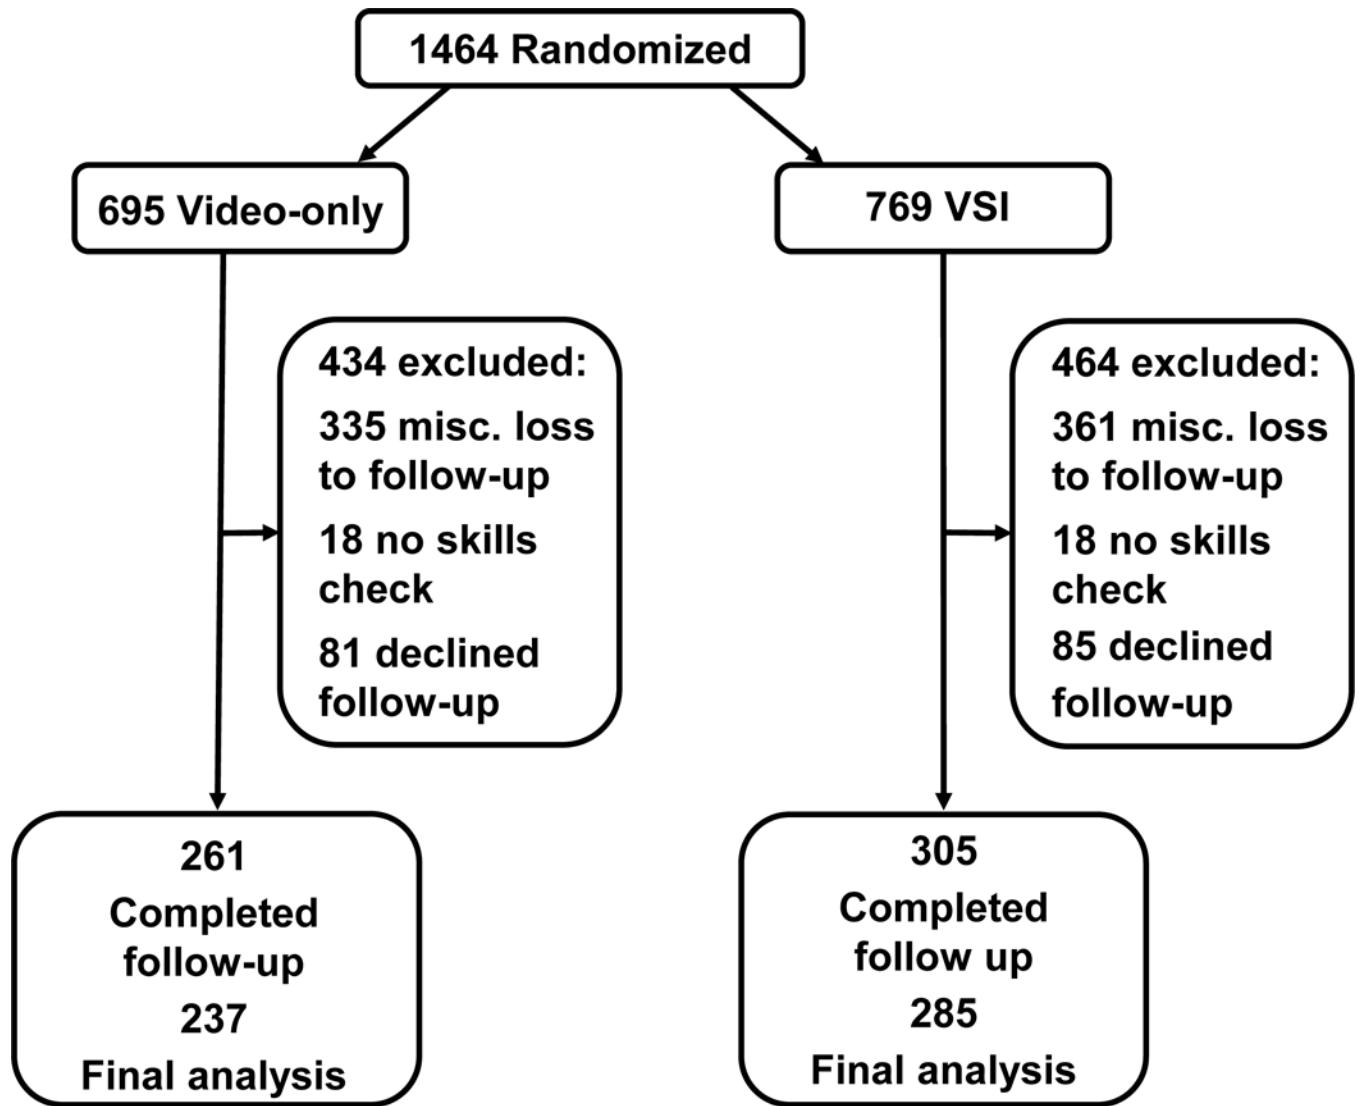 1464 Randomized
695 Video-only
769 VSI
434 excluded:
335 misc. loss
to follow-up
18 no skills
check
81 declined
follow-up
464 excluded:
361 misc. loss
to follow-up
18 no skills
check
85 declined
follow-up
261
Completed
follow-up
237
Final analysis
305
Completed
follow up
285
Final analysis